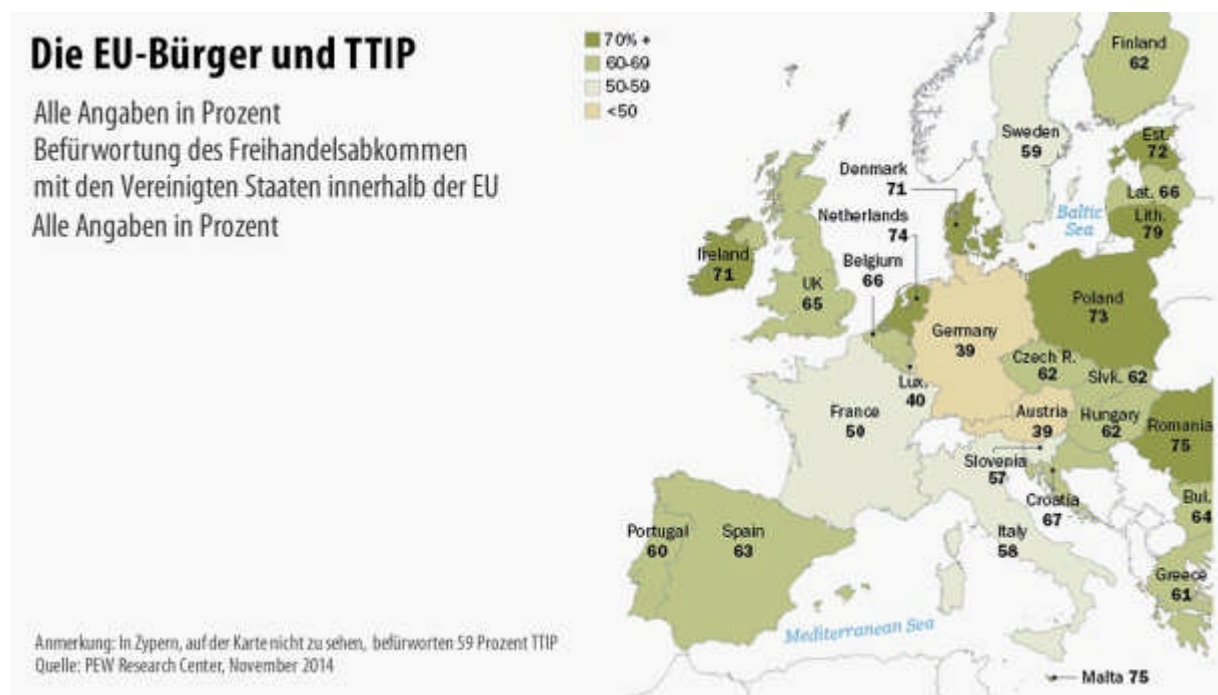 Die EU-Bürger und TTIP
Alle Angaben in Prozent
Befürwortung des Freihandelsabkommen
mit den Vereinigten Staaten innerhalb der EU
Alle Angaben in Prozent
70% +
60-69
50-59
<50
Finland
62
Sweden
59
Est.
72
Lat. 66
Lith.
79
Baltic
Sea
Denmark
71
Netherlands
74
Belgium
66
Ireland
71
UK
65
Germany
39
Poland
73
Czech R.
62
Slvk. 62
Lux.
40
France
50
Austria
39
Hungary
62
Romania
75
Slovenia
57
Croatia
67
Bul.
64
Italy
58
Portugal
60
Spain
63
Greece
61
Mediterranean Sea
Malta 75
Anmerkung: In Zypern, auf der Karte nicht zu sehen, befürworten 59 Prozent TTIP
Quelle: PEW Research Center, November 2014